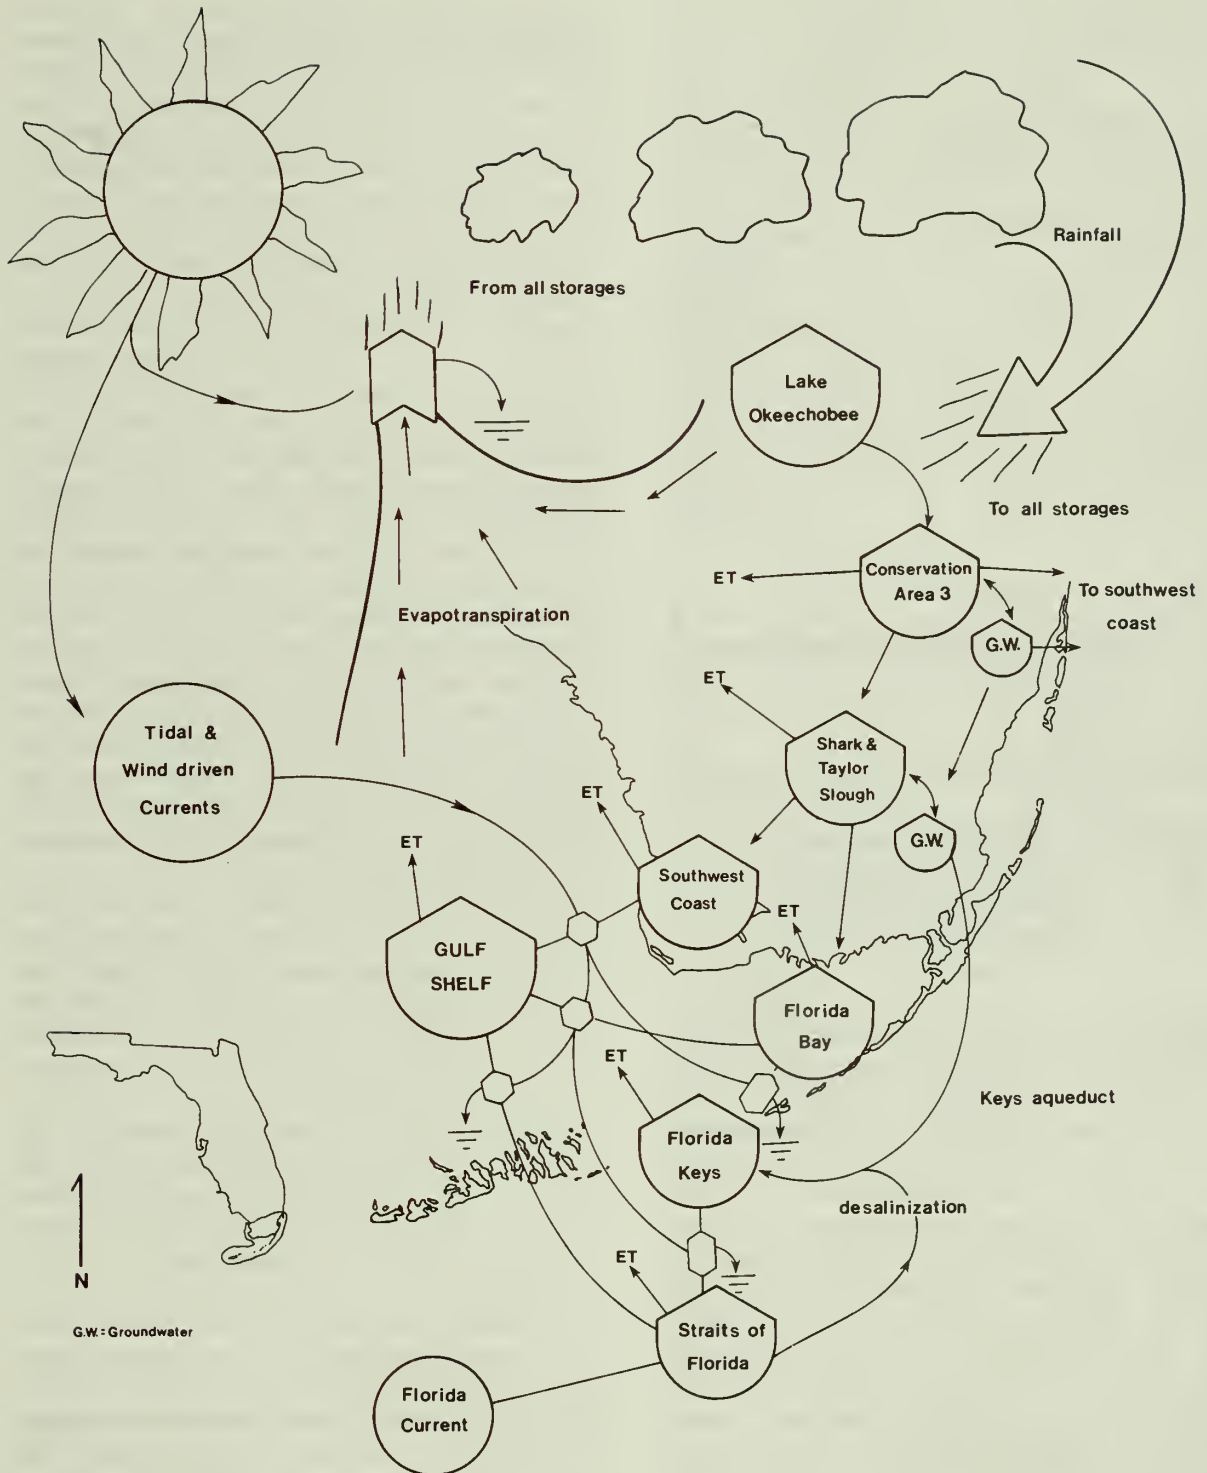 Rainfall
From all storages
Lake
Okeechobee
To all storages
Conservation
Area 3
ET
To southwest
coast
G.W.
Evapotranspiration
ET
Shark &
Taylor
Slough
Tidal &
Wind driven
Currents
ET
G.W.
ET
Southwest
Coast
ET
GULF
SHELF
Florida
Bay
ET
Keys aqueduct
Florida
Keys
desalinization
ET
N
G.W.=Groundwater
Straits of
Florida
Florida
Current